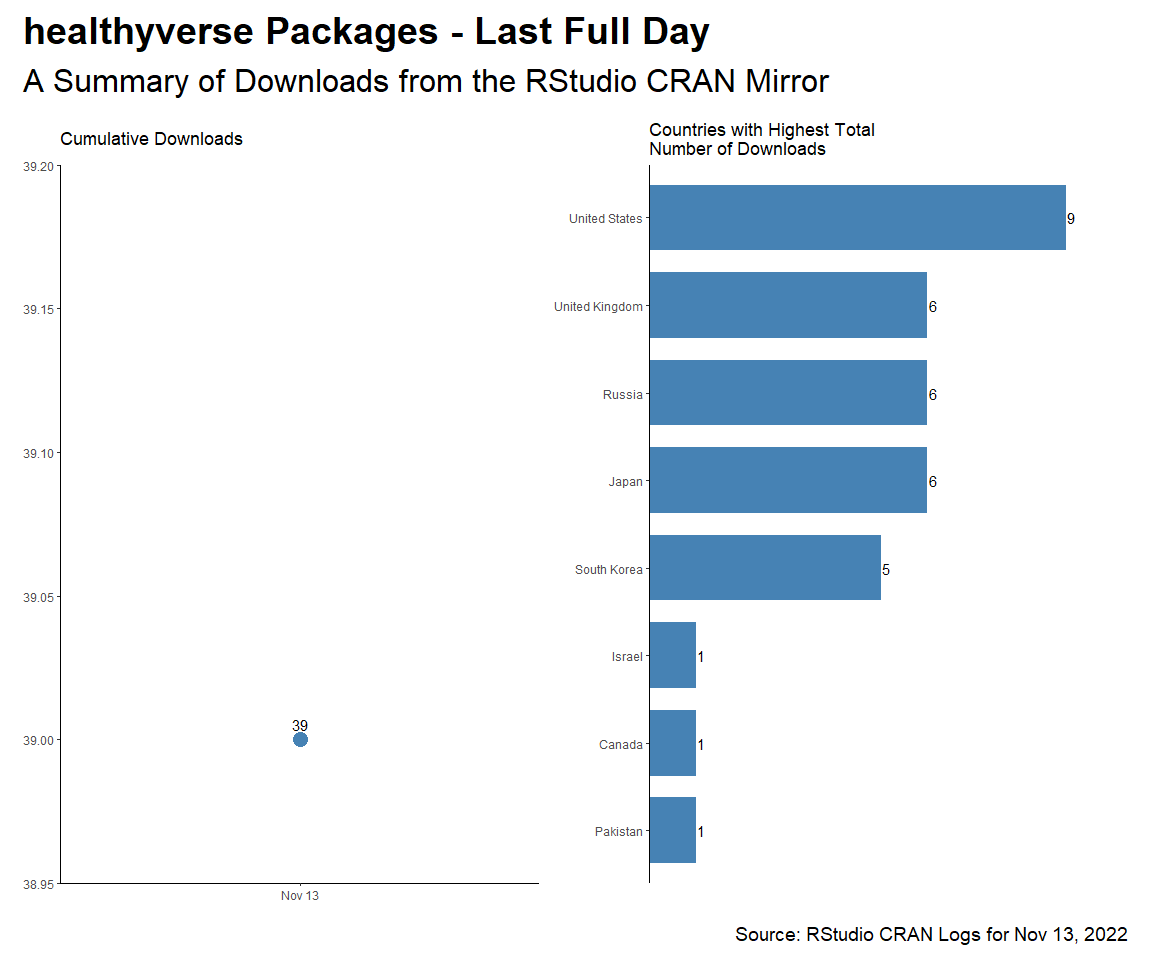 healthyverse Packages - Last Full Day
A Summary of Downloads from the RStudio CRAN Mirror
Cumulative Downloads
39.20
39.15
39.10
39.05
39.00
38.95
39
Nov 13
Countries with Highest Total
Number of Downloads
United States 9
United Kingdom 6
Russia 6
Japan 6
South Korea 5
Israel 1
Canada 1
Pakistan 1
Source: RStudio CRAN Logs for Nov 13, 2022